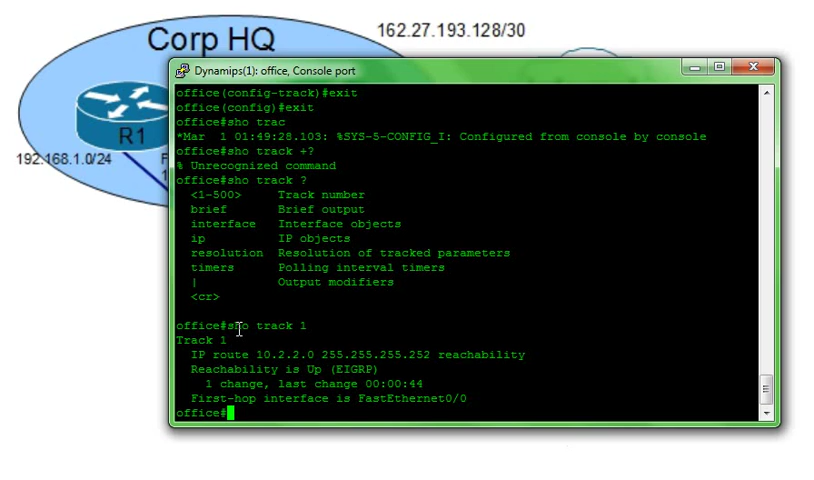 Corp HQ
162.27.193.128/30
R1
192.168.1.0/24
F
1
Dynamips(1): office, Console port
office(config-track)#exit
office(config)#exit
office#sho trac
*Mar  1 01:49:28.103: %SYS-5-CONFIG_I: Configured from console by console
office#sho track +?
% Unrecognized command
office#sho track ?
  <1-500>     Track number
  brief       Brief output
  interface   Interface objects
  ip          IP objects
  resolution  Resolution of tracked parameters
  timers      Polling interval timers
  |           Output modifiers
  <cr>
office#sho track 1
Track 1
  IP route 10.2.2.0 255.255.255.252 reachability
  Reachability is Up (EIGRP)
    1 change, last change 00:00:44
  First-hop interface is FastEthernet0/0
office#